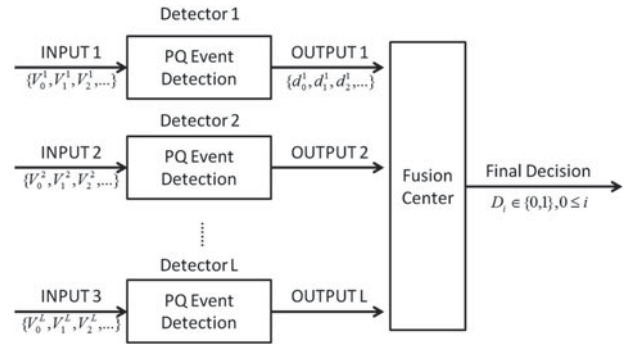 Detector 1
INPUT 1
PQ Event
Detection
OUTPUT 1
{V_0^1, V_1^1, V_2^1,...}
{d_0^1, d_1^1, d_2^1,...}
Detector 2
INPUT 2
PQ Event
Detection
OUTPUT 2
{V_0^2, V_1^2, V_2^2,...}
Fusion
Center
Final Decision
D_i ∈ {0,1}, 0 ≤ i
Detector L
INPUT 3
PQ Event
Detection
OUTPUT L
{V_0^L, V_1^L, V_2^L,...}